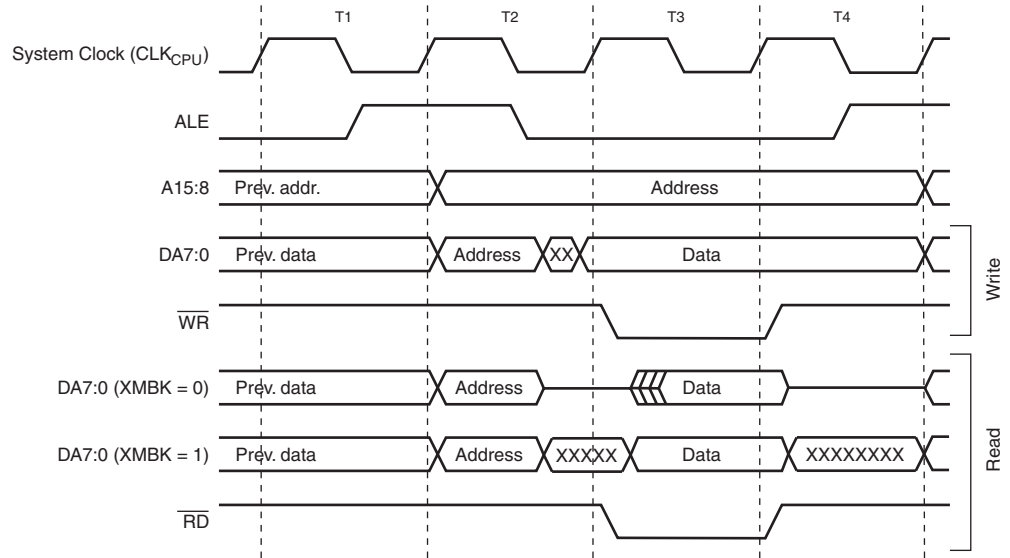 T1 T2 T3 T4
System Clock (CLKCPU)
ALE
A15:8 Prev. addr. Address
DA7:0 Prev. data Address XX Data
WR
Write
DA7:0 (XMBK = 0) Prev. data Address Data
DA7:0 (XMBK = 1) Prev. data Address XXXXX Data XXXXXXXX
RD
Read